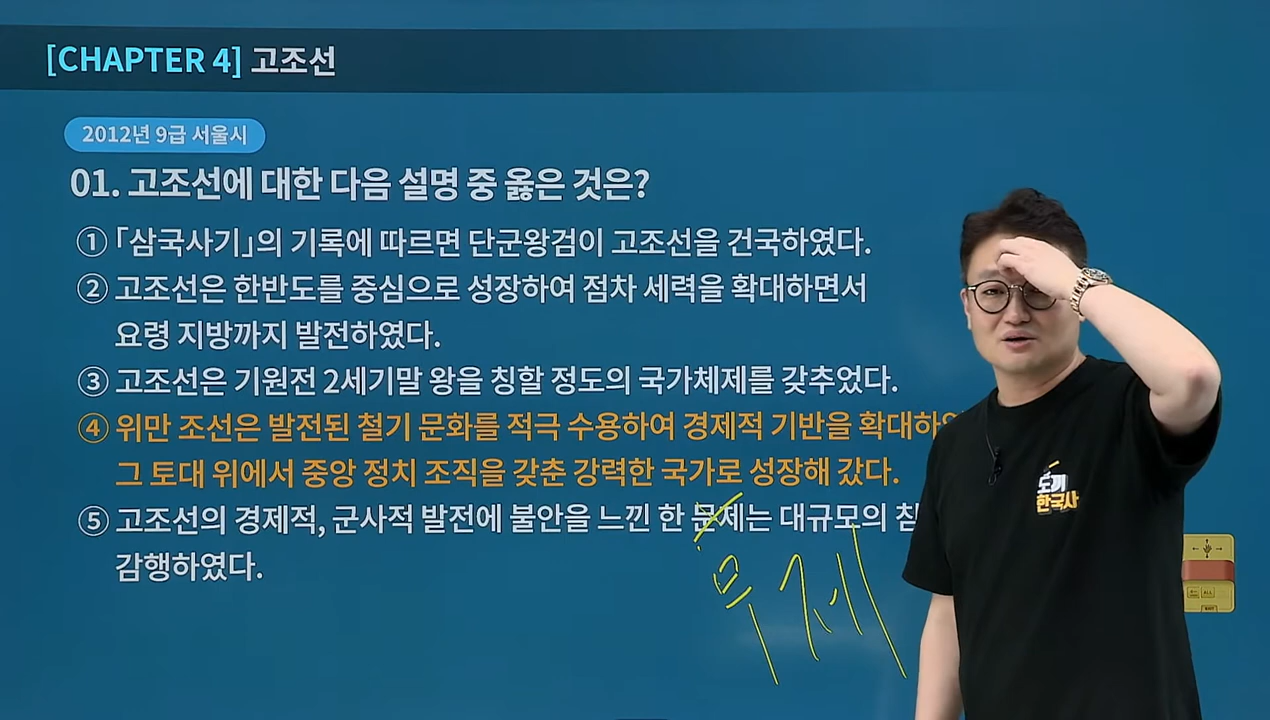 [CHAPTER 4] 고조선
2012년 9급 서울시
01. 고조선에 대한 다음 설명 중 옳은 것은?
① 「삼국사기」의 기록에 따르면 단군왕검이 고조선을 건국하였다.
② 고조선은 한반도를 중심으로 성장하여 점차 세력을 확대하면서
요령 지방까지 발전하였다.
③ 고조선은 기원전 2세기말 왕을 칭할 정도의 국가체제를 갖추었다.
④ 위만 조선은 발전된 철기 문화를 적극 수용하여 경제적 기반을 확대하
그 토대 위에서 중앙 정치 조직을 갖춘 강력한 국가로 성장해 갔다.
⑤ 고조선의 경제적, 군사적 발전에 불안을 느낀 한 문제는 대규모의 침
감행하였다.
무제
도끼
한국사
ALL